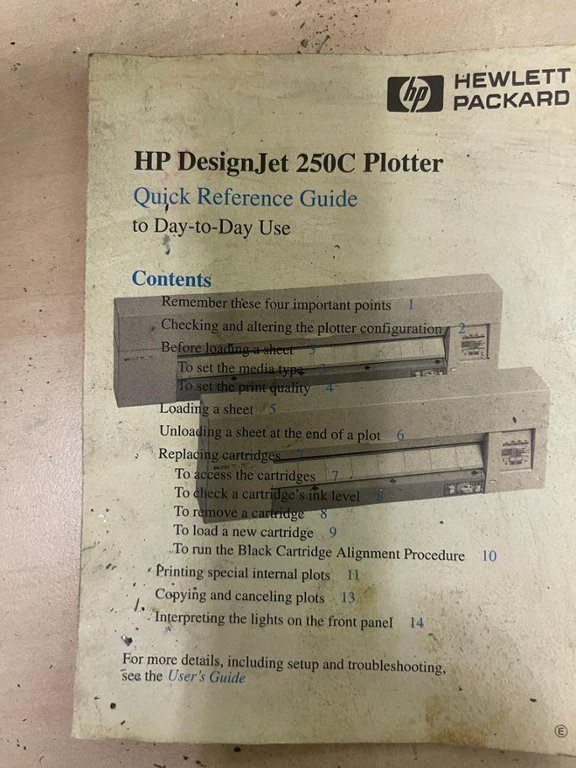 hp HEWLETT
PACKARD
HP DesignJet 250C Plotter
Quick Reference Guide
to Day-to-Day Use
Contents
Remember these four important points 1
Checking and altering the plotter configuration 2
Before loading a sheet 3
To set the media type 3
To set the print quality 4
Loading a sheet 5
Unloading a sheet at the end of a plot 6
Replacing cartridges 7
To access the cartridges 7
To check a cartridge's ink level 8
To remove a cartridge 8
To load a new cartridge 9
To run the Black Cartridge Alignment Procedure 10
Printing special internal plots 11
Copying and canceling plots 13
Interpreting the lights on the front panel 14
For more details, including setup and troubleshooting,
see the User's Guide
E